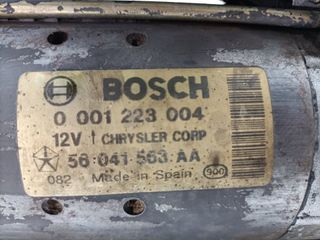 BOSCH
0 001 223 004
12V ↑ CHRYSLER CORP
56 041 563 AA
082 Made in Spain 900